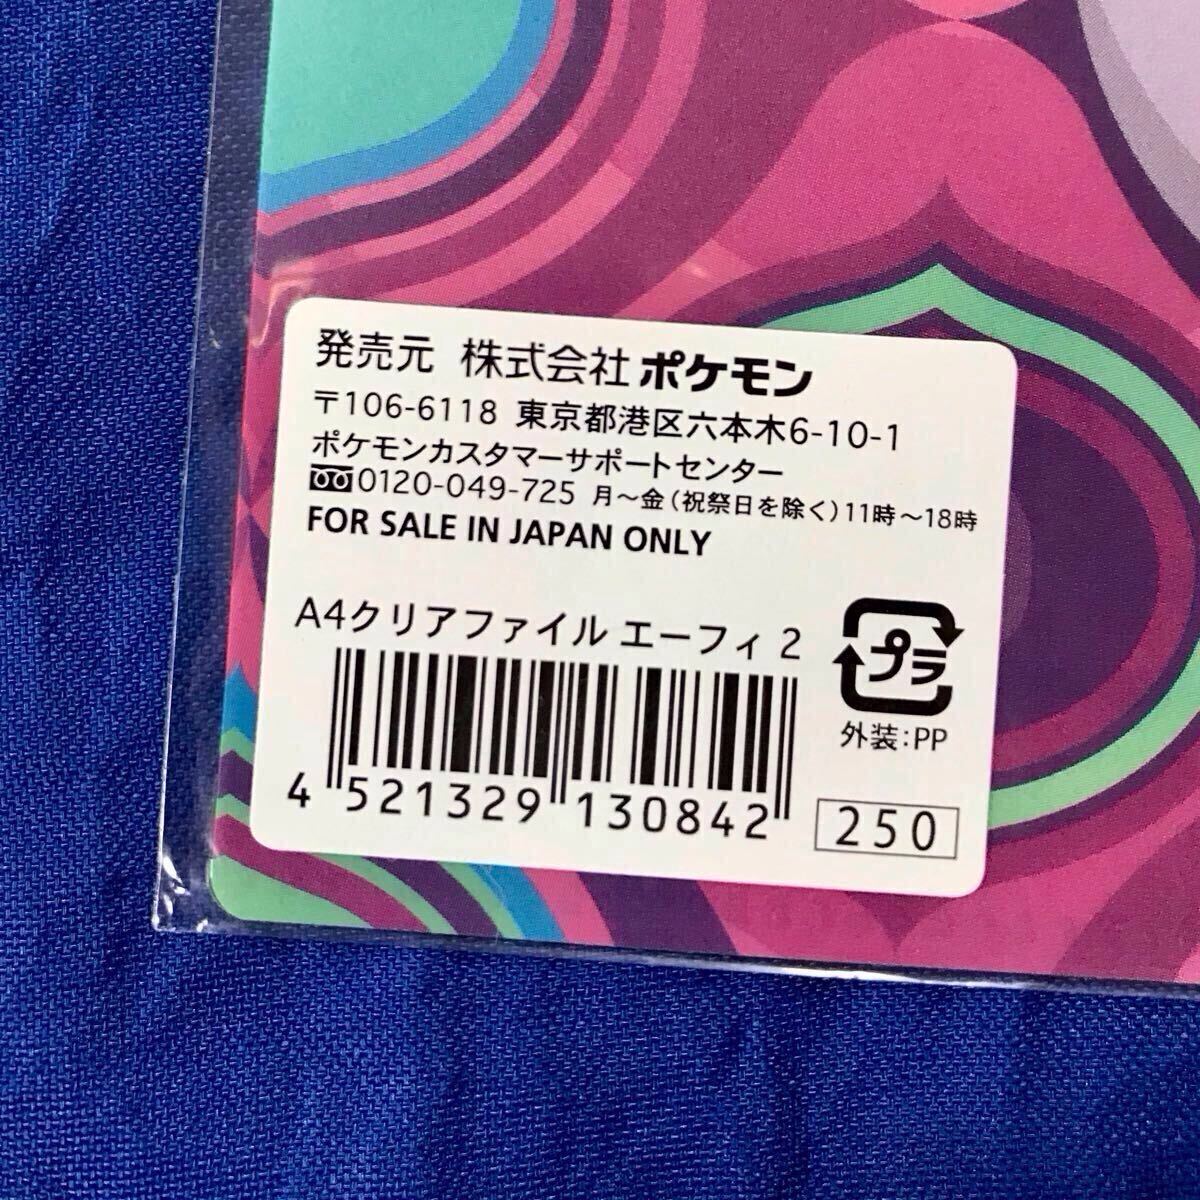 発売元 株式会社ポケモン
〒106-6118 東京都港区六本木6-10-1
ポケモンカスタマーサポートセンター
0120-049-725 月～金(祝祭日を除く)11時～18時
FOR SALE IN JAPAN ONLY
A4クリアファイル エーフィ 2
プラ
外装:PP
4 521329 130842
250